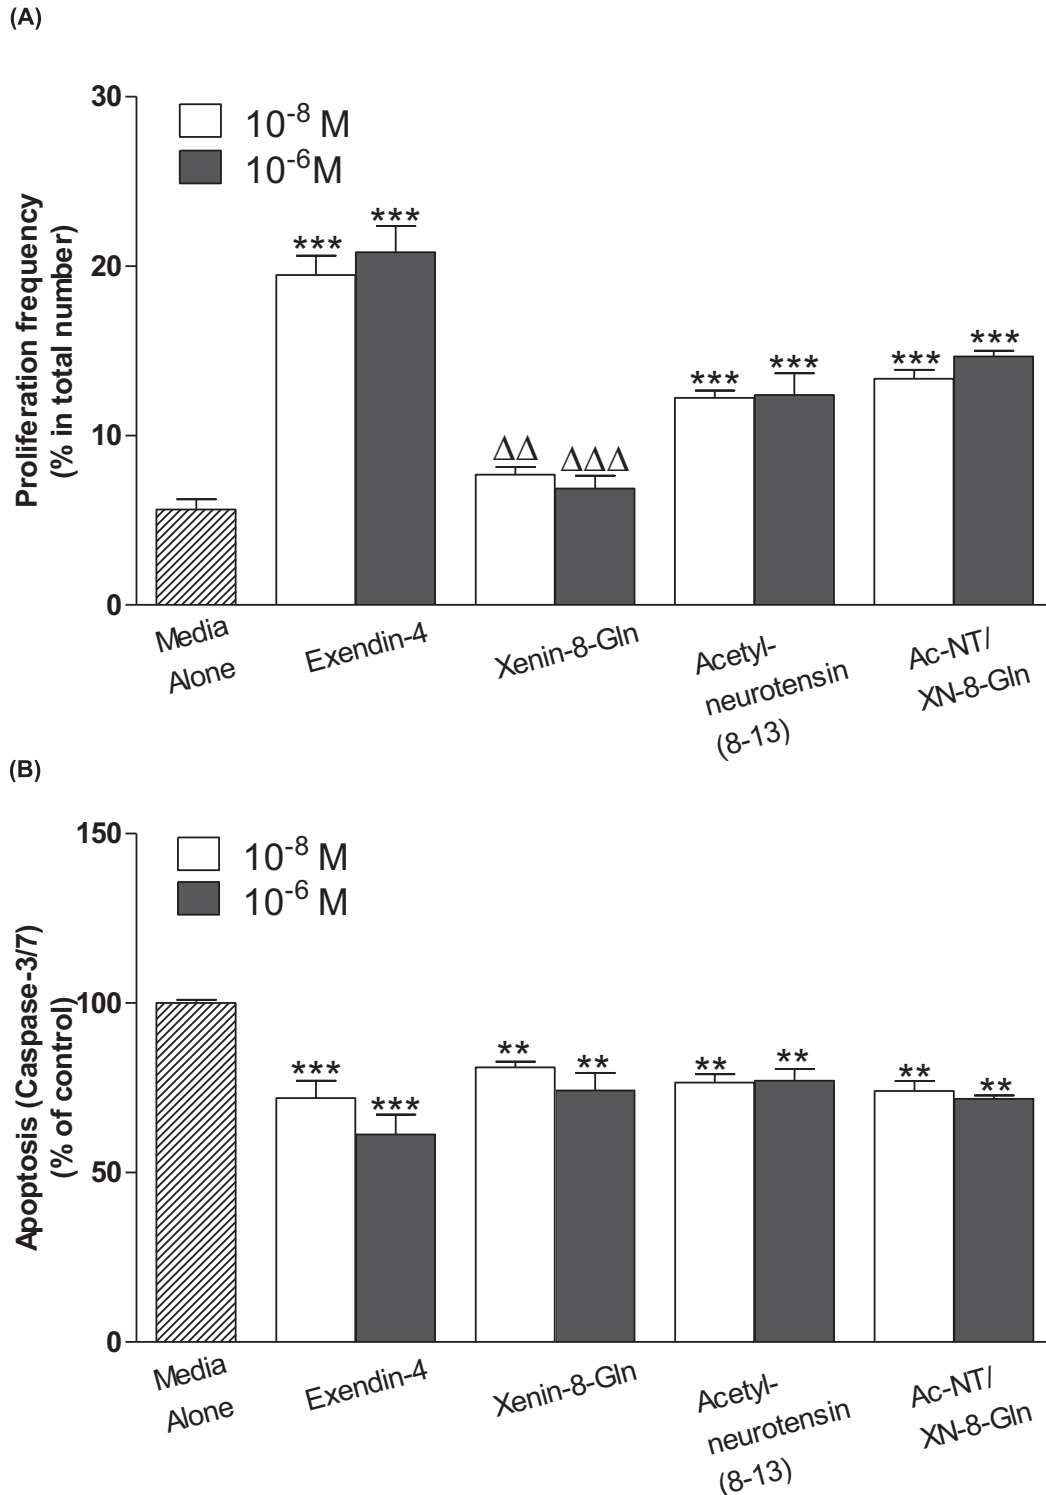 (A)
30
20
10
0
Proliferation frequency
(% in total number)
10⁻⁸ M
10⁻⁶M
***
***
ΔΔ
ΔΔΔ
***
***
***
***
Media
Alone
Exendin-4
Xenin-8-Gln
Acetyl-
neurotensin
(8-13)
Ac-NT/
XN-8-Gln
(B)
150
100
50
0
Apoptosis (Caspase-3/7)
(% of control)
10⁻⁸ M
10⁻⁶ M
***
***
**
**
**
**
**
**
Media
Alone
Exendin-4
Xenin-8-Gln
Acetyl-
neurotensin
(8-13)
Ac-NT/
XN-8-Gln